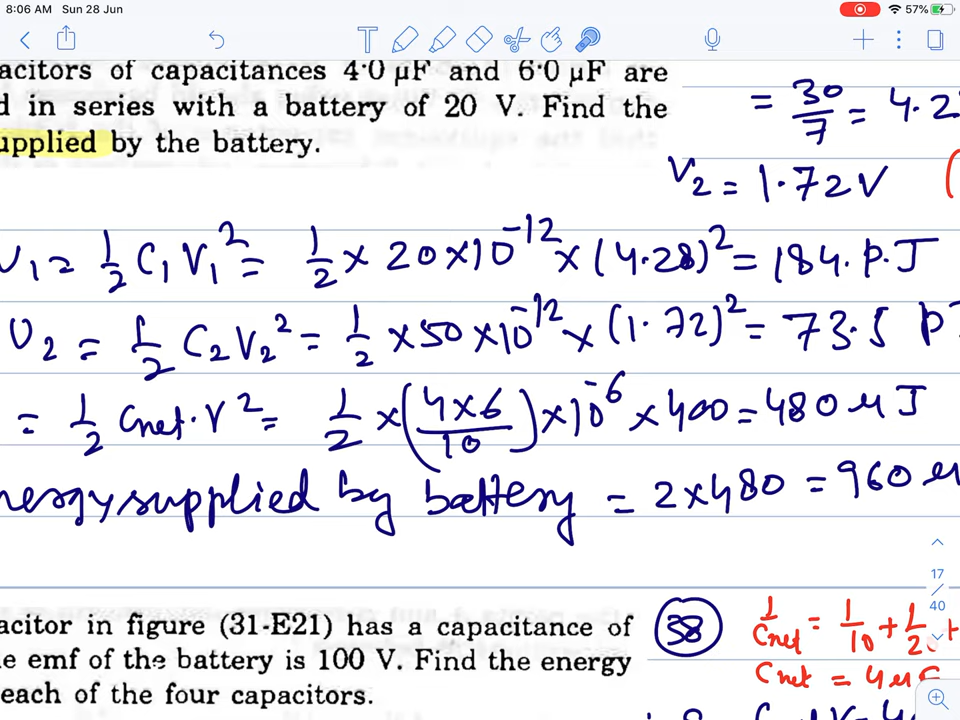 8:06 AM Sun 28 Jun
57%
acitors of capacitances 4·0 μF and 6·0 μF are
d in series with a battery of 20 V. Find the
upplied by the battery.
= 30/7 = 4.2
V2 = 1.72V
U1 = 1/2 C1 V1^2 = 1/2 × 20×10^-12 × (4.28)^2 = 184. p.J
U2 = 1/2 C2 V2^2 = 1/2 × 50×10^-12 × (1.72)^2 = 73.5 p
= 1/2 Cnet. V^2 = 1/2 × (4×6/10) × 10^-6 × 400 = 480 μJ
nergy supplied by battery = 2×480 = 960 μ
17
40
acitor in figure (31-E21) has a capacitance of
e emf of the battery is 100 V. Find the energy
each of the four capacitors.
38
1/Cnet = 1/10 + 1/2
Cnet = 4μF